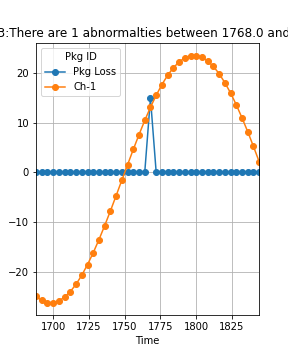 3:There are 1 abnormalties between 1768.0 and
Pkg ID
Pkg Loss
Ch-1
20
10
0
−10
−20
1700 1725 1750 1775 1800 1825
Time